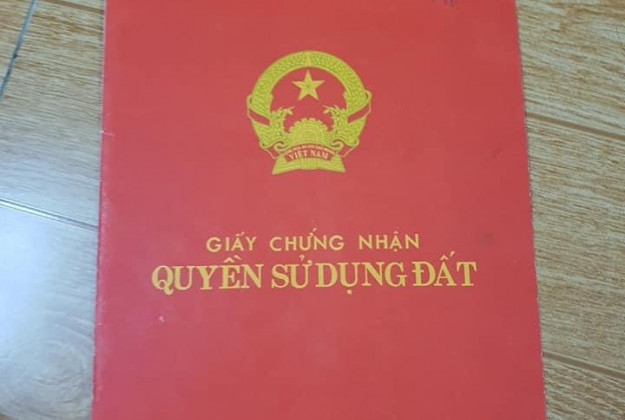 VIỆT NAM
GIẤY CHỨNG NHẬN
QUYỀN SỬ DỤNG ĐẤT